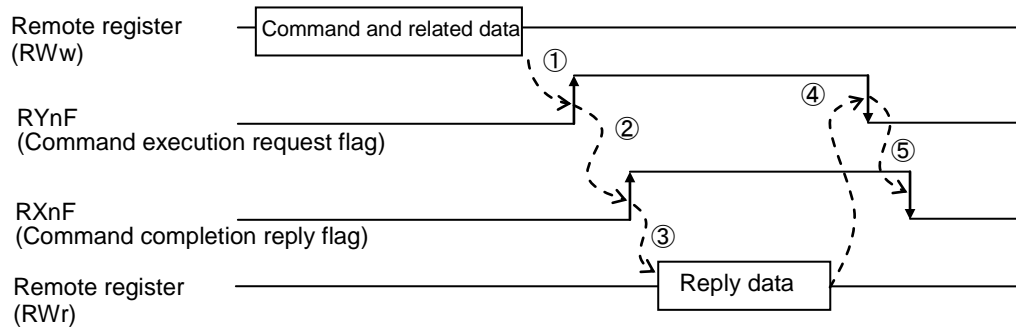 Remote register
(RWw)
Command and related data
①
RYnF
(Command execution request flag)
②
④
⑤
RXnF
(Command completion reply flag)
③
Remote register
(RWr)
Reply data